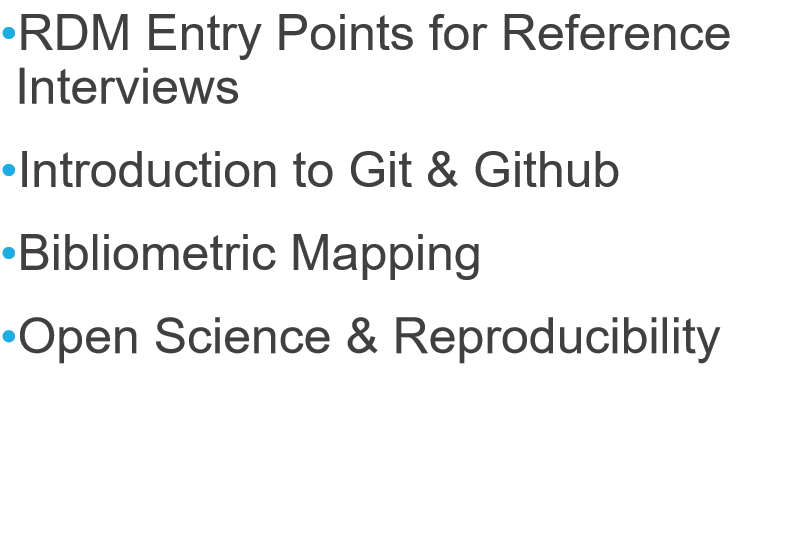 •RDM Entry Points for Reference
Interviews
•Introduction to Git & Github
•Bibliometric Mapping
•Open Science & Reproducibility